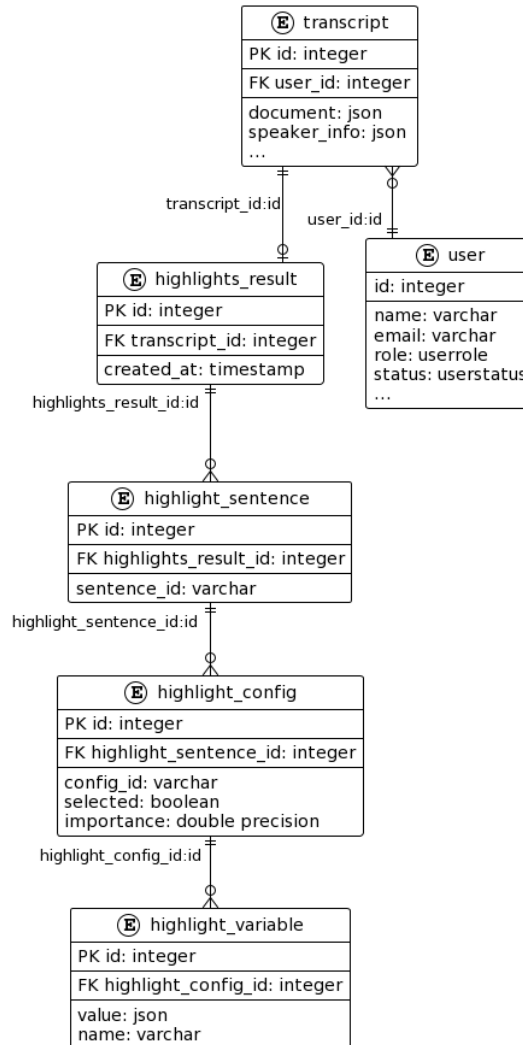 E transcript
PK id: integer
FK user_id: integer
document: json
speaker_info: json
...
transcript_id:id
user_id:id
E highlights_result
PK id: integer
FK transcript_id: integer
created_at: timestamp
E user
id: integer
name: varchar
email: varchar
role: userrole
status: userstatus
...
highlights_result_id:id
E highlight_sentence
PK id: integer
FK highlights_result_id: integer
sentence_id: varchar
highlight_sentence_id:id
E highlight_config
PK id: integer
FK highlight_sentence_id: integer
config_id: varchar
selected: boolean
importance: double precision
highlight_config_id:id
E highlight_variable
PK id: integer
FK highlight_config_id: integer
value: json
name: varchar